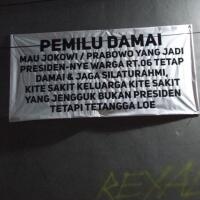 PEMILU DAMAI
MAU JOKOWI / PRABOWO YANG JADI
PRESIDEN-NYE WARGA RT.06 TETAP
DAMAI & JAGA SILATURAHMI,
KITE SAKIT KELUARGA KITE SAKIT
YANG JENGGUK BUKAN PRESIDEN
TETAPI TETANGGA LOE